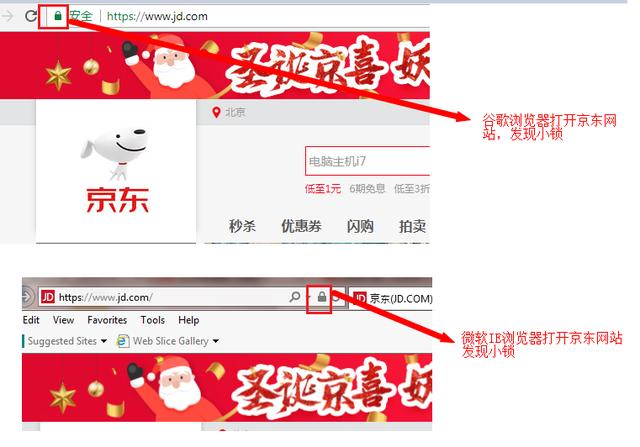 安全 https://www.jd.com
圣诞京喜 妖
谷歌浏览器打开京东网
站，发现小锁
北京
电脑主机i7
京东
低至1元 6期免息 低至3折
秒杀 优惠券 闪购 拍卖
JD https://www.jd.com/ JD 京东(JD.COM)
Edit View Favorites Tools Help
微软IE浏览器打开京东网站
发现小锁
Suggested Sites Web Slice Gallery
圣诞京喜 妖